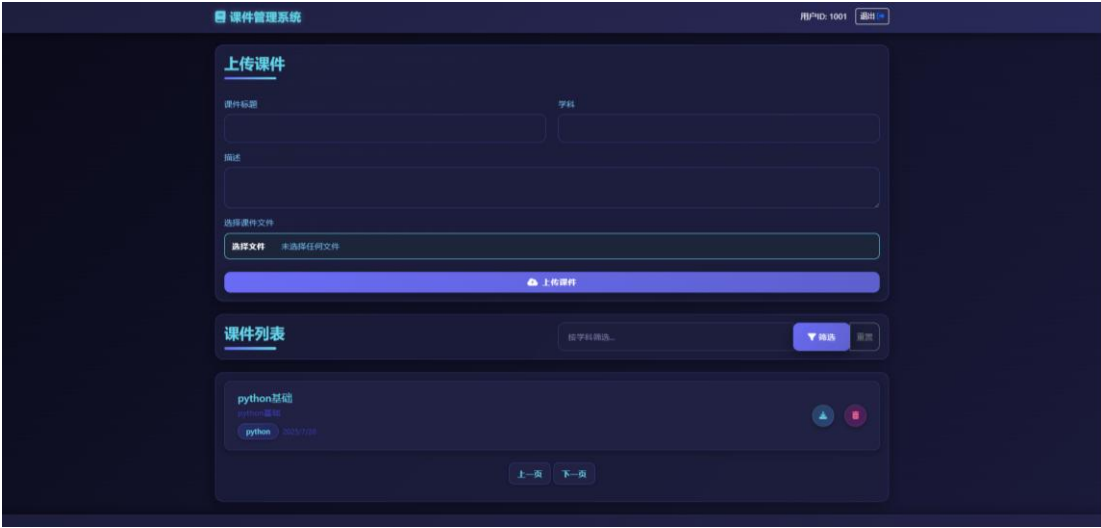 课件管理系统
用户ID: 1001 退出
上传课件
课件标题 学科
描述
选择课件文件
选择文件 未选择任何文件
上传课件
课件列表
按学科筛选... 筛选 重置
python基础
python基础
python
上一页 下一页